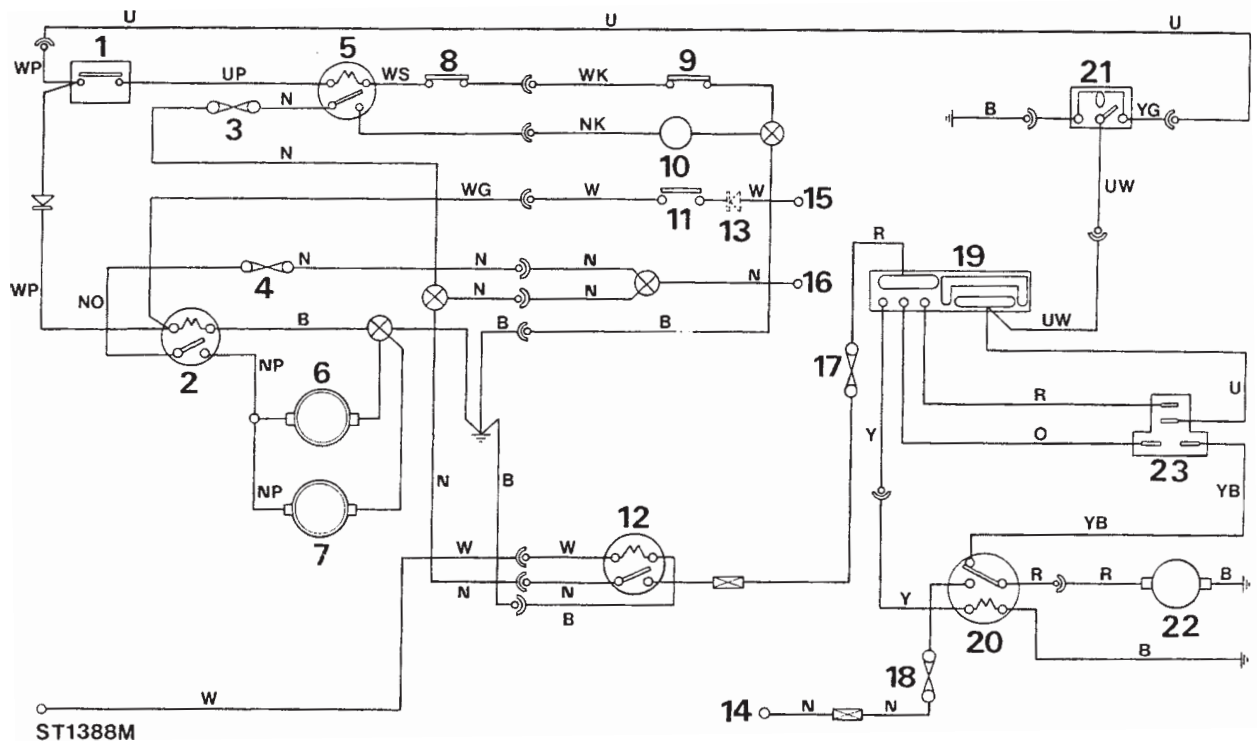 U U U
1 5 8 9 21
WP UP WS WK
N B YG
3 NK
N 10 UW
WG W W 15
11 13 R
N N N 19
4 N 16
WP NO N N UW
B B B
2 NP 17 U
6 R
Y O
23
NP N B YB
7 12 YB
W W R R B
N N 22
B Y 20
B
18
W 14 N N
ST1388M